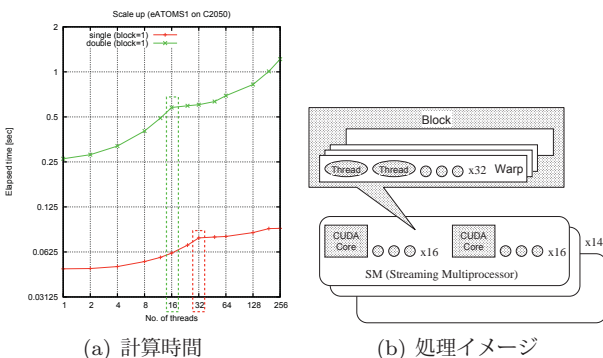 Scale up (eATOMS1 on C2050)
single (block=1)
double (block=1)
Elapsed time [sec]
2
1
0.5
0.25
0.125
0.0625
0.03125
1 2 4 8 16 32 64 128 256
No. of threads
(a) 計算時間
Block
Thread Thread x32 Warp
CUDA Core x16 CUDA Core x16 x14
SM (Streaming Multiprocessor)
(b) 処理イメージ